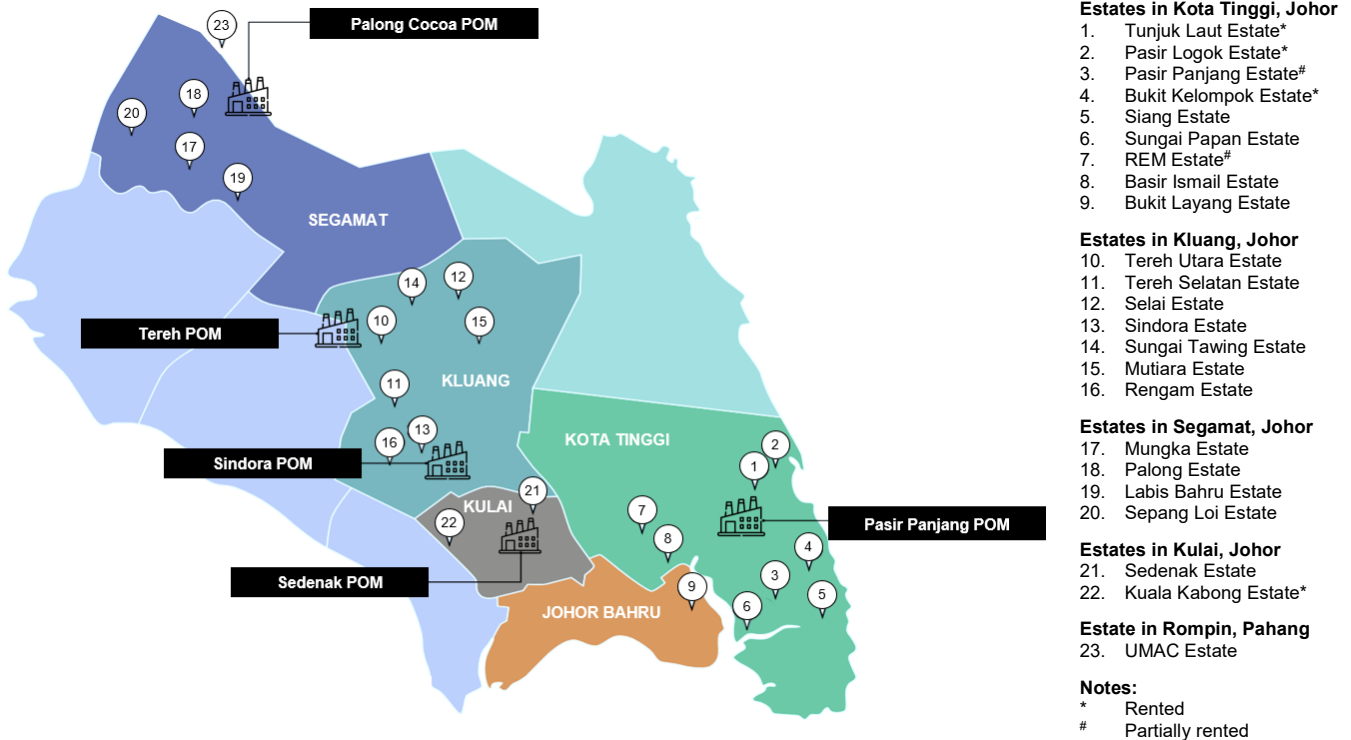 23
Palong Cocoa POM
18
20
17
19
SEGAMAT
14
12
Tereh POM
10
15
11
KLUANG
16
13
Sindora POM
KOTA TINGGI
2
1
21
KULAI
22
7
Pasir Panjang POM
8
4
Sedenak POM
3
9
5
6
JOHOR BAHRU
Estates in Kota Tinggi, Johor
1. Tunjuk Laut Estate*
2. Pasir Logok Estate*
3. Pasir Panjang Estate#
4. Bukit Kelompok Estate*
5. Siang Estate
6. Sungai Papan Estate
7. REM Estate#
8. Basir Ismail Estate
9. Bukit Layang Estate
Estates in Kluang, Johor
10. Tereh Utara Estate
11. Tereh Selatan Estate
12. Selai Estate
13. Sindora Estate
14. Sungai Tawing Estate
15. Mutiara Estate
16. Rengam Estate
Estates in Segamat, Johor
17. Mungka Estate
18. Palong Estate
19. Labis Bahru Estate
20. Sepang Loi Estate
Estates in Kulai, Johor
21. Sedenak Estate
22. Kuala Kabong Estate*
Estate in Rompin, Pahang
23. UMAC Estate
Notes:
* Rented
# Partially rented